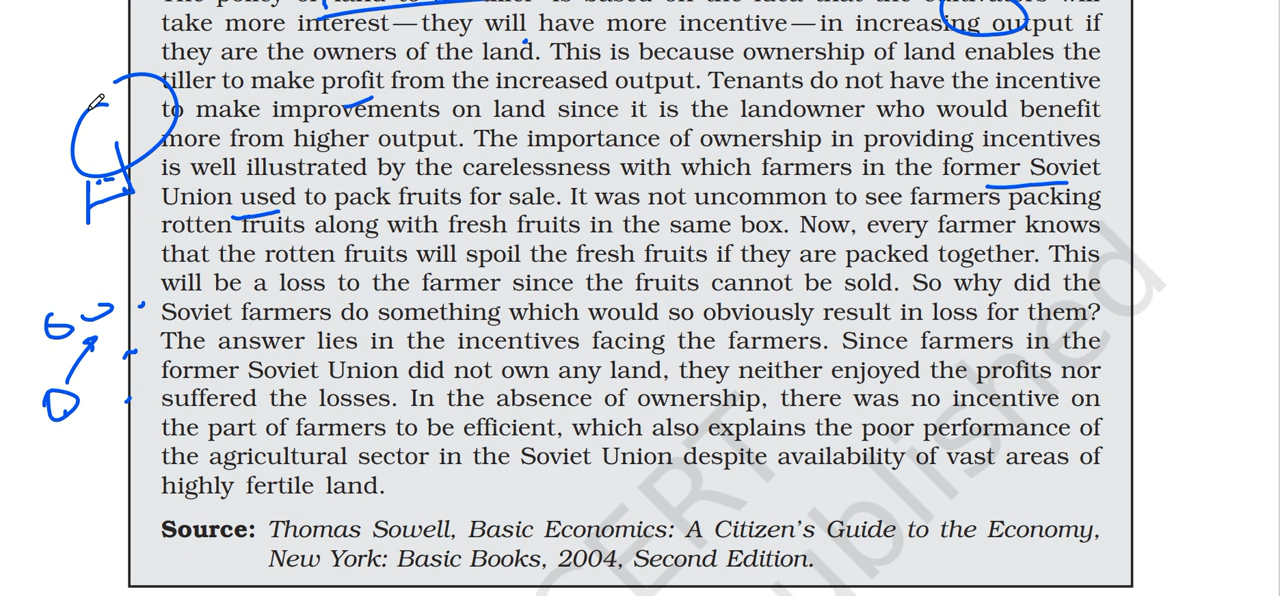 take more interest — they will have more incentive — in increasing output if
they are the owners of the land. This is because ownership of land enables the
tiller to make profit from the increased output. Tenants do not have the incentive
to make improvements on land since it is the landowner who would benefit
more from higher output. The importance of ownership in providing incentives
is well illustrated by the carelessness with which farmers in the former Soviet
Union used to pack fruits for sale. It was not uncommon to see farmers packing
rotten fruits along with fresh fruits in the same box. Now, every farmer knows
that the rotten fruits will spoil the fresh fruits if they are packed together. This
will be a loss to the farmer since the fruits cannot be sold. So why did the
Soviet farmers do something which would so obviously result in loss for them?
The answer lies in the incentives facing the farmers. Since farmers in the
former Soviet Union did not own any land, they neither enjoyed the profits nor
suffered the losses. In the absence of ownership, there was no incentive on
the part of farmers to be efficient, which also explains the poor performance of
the agricultural sector in the Soviet Union despite availability of vast areas of
highly fertile land.
Source: Thomas Sowell, Basic Economics: A Citizen's Guide to the Economy,
New York: Basic Books, 2004, Second Edition.